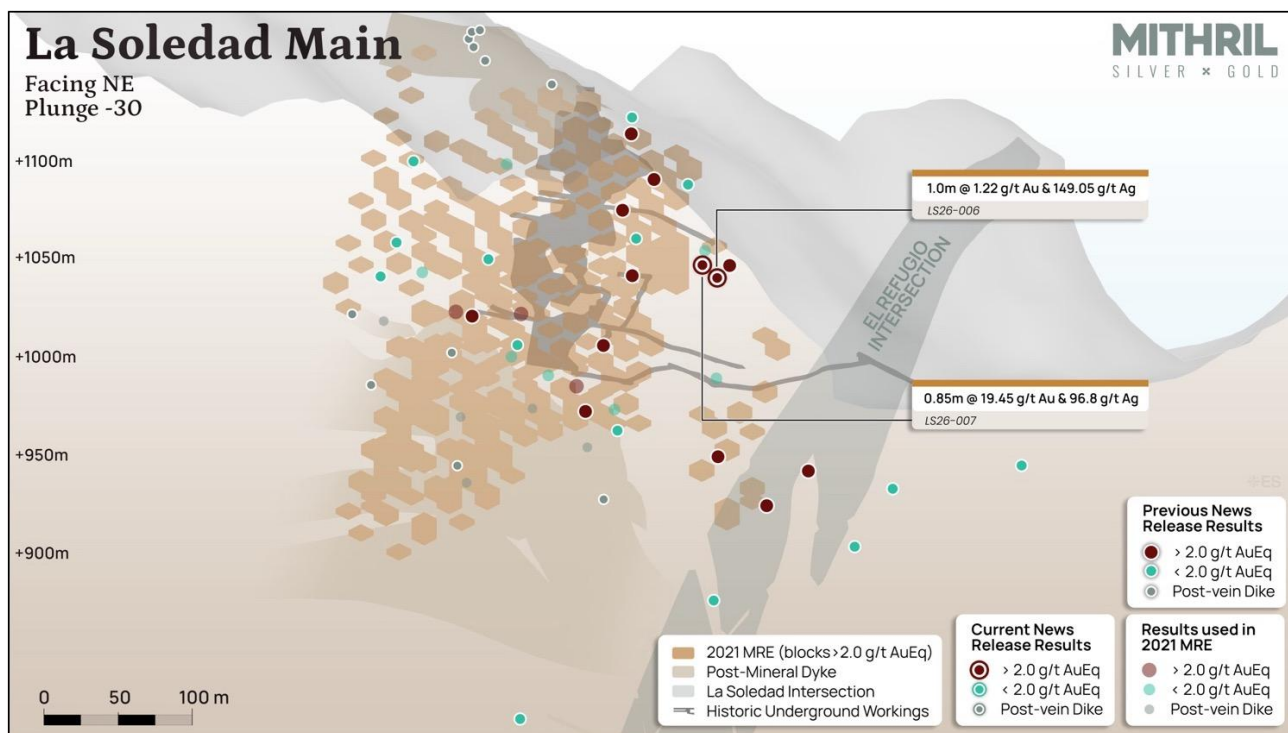 La Soledad Main
Facing NE
Plunge -30
MITHRIL
SILVER × GOLD
+1100m
+1050m
+1000m
+950m
+900m
1.0m @ 1.22 g/t Au & 149.05 g/t Ag
LS26-006
EL REFUGIO
INTERSECTION
0.85m @ 19.45 g/t Au & 96.8 g/t Ag
LS26-007
0 50 100 m
2021 MRE (blocks>2.0 g/t AuEq)
Post-Mineral Dyke
La Soledad Intersection
Historic Underground Workings
Previous News
Release Results
> 2.0 g/t AuEq
< 2.0 g/t AuEq
Post-vein Dike
Current News
Release Results
> 2.0 g/t AuEq
< 2.0 g/t AuEq
Post-vein Dike
Results used in
2021 MRE
> 2.0 g/t AuEq
< 2.0 g/t AuEq
Post-vein Dike